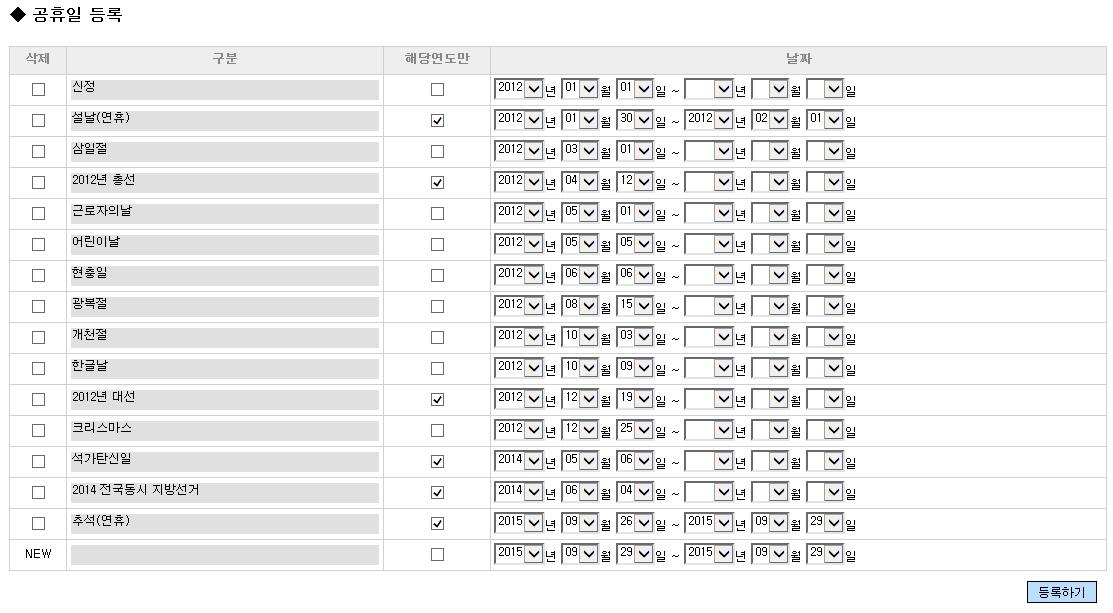 ◆ 공휴일 등록
삭제 구분 해당연도만 날짜
신정 2012 년 01 월 01 일 ~ 년 월 일
설날(연휴) 2012 년 01 월 30 일 ~ 2012 년 02 월 01 일
삼일절 2012 년 03 월 01 일 ~ 년 월 일
2012년 총선 2012 년 04 월 12 일 ~ 년 월 일
근로자의날 2012 년 05 월 01 일 ~ 년 월 일
어린이날 2012 년 05 월 05 일 ~ 년 월 일
현충일 2012 년 06 월 06 일 ~ 년 월 일
광복절 2012 년 08 월 15 일 ~ 년 월 일
개천절 2012 년 10 월 03 일 ~ 년 월 일
한글날 2012 년 10 월 09 일 ~ 년 월 일
2012년 대선 2012 년 12 월 19 일 ~ 년 월 일
크리스마스 2012 년 12 월 25 일 ~ 년 월 일
석가탄신일 2014 년 05 월 06 일 ~ 년 월 일
2014 전국동시 지방선거 2014 년 06 월 04 일 ~ 년 월 일
추석(연휴) 2015 년 09 월 26 일 ~ 2015 년 09 월 29 일
NEW 2015 년 09 월 29 일 ~ 2015 년 09 월 29 일
등록하기